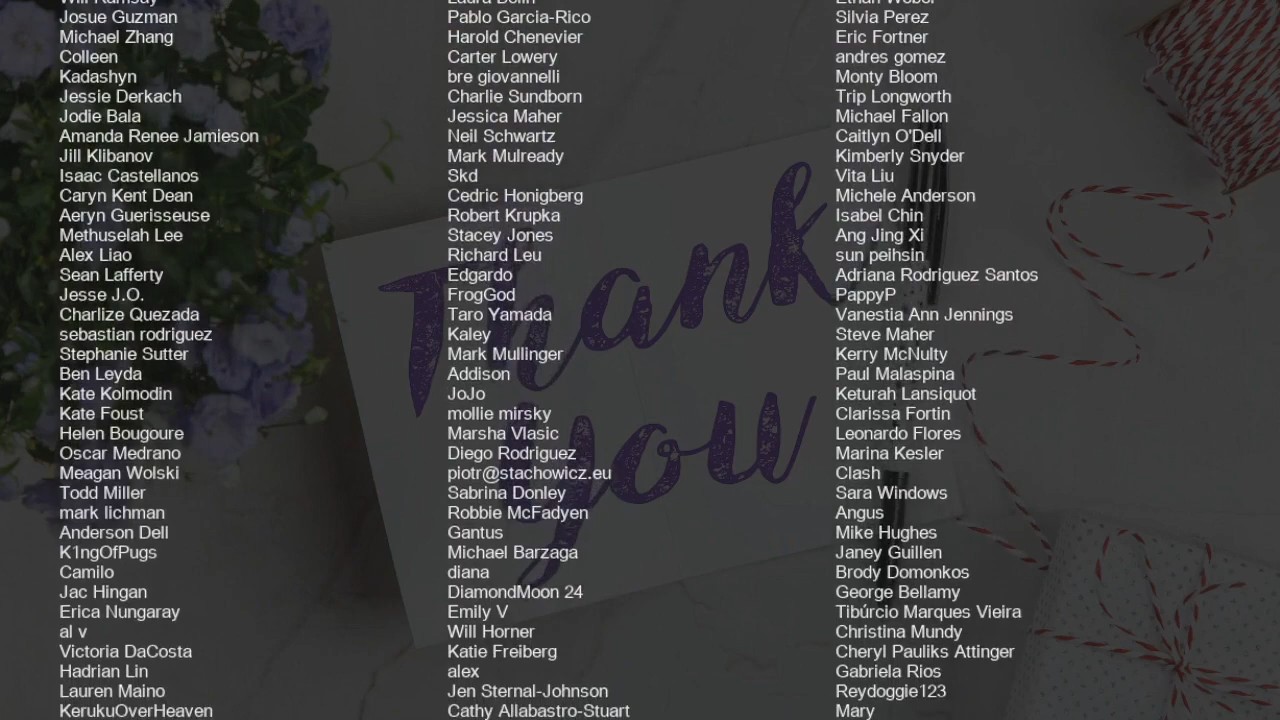 Will Ramsay
Josue Guzman
Michael Zhang
Colleen
Kadashyn
Jessie Derkach
Jodie Bala
Amanda Renee Jamieson
Jill Klibanov
Isaac Castellanos
Caryn Kent Dean
Aeryn Guerisseuse
Methuselah Lee
Alex Liao
Sean Lafferty
Jesse J.O.
Charlize Quezada
sebastian rodriguez
Stephanie Sutter
Ben Leyda
Kate Kolmodin
Kate Foust
Helen Bougoure
Oscar Medrano
Meagan Wolski
Todd Miller
mark lichman
Anderson Dell
K1ngOfPugs
Camilo
Jac Hingan
Erica Nungaray
al v
Victoria DaCosta
Hadrian Lin
Lauren Maino
KerukuOverHeaven
Pablo Garcia-Rico
Harold Chenevier
Carter Lowery
bre giovannelli
Charlie Sundborn
Jessica Maher
Neil Schwartz
Mark Mulready
Skd
Cedric Honigberg
Robert Krupka
Stacey Jones
Richard Leu
Edgardo
FrogGod
Taro Yamada
Kaley
Mark Mullinger
Addison
JoJo
mollie mirsky
Marsha Vlasic
Diego Rodriguez
piotr@stachowicz.eu
Sabrina Donley
Robbie McFadyen
Gantus
Michael Barzaga
diana
DiamondMoon 24
Emily V
Will Horner
Katie Freiberg
alex
Jen Sternal-Johnson
Cathy Allabastro-Stuart
Silvia Perez
Eric Fortner
andres gomez
Monty Bloom
Trip Longworth
Michael Fallon
Caitlyn O'Dell
Kimberly Snyder
Vita Liu
Michele Anderson
Isabel Chin
Ang Jing Xi
sun peihsin
Adriana Rodriguez Santos
PappyP
Vanestia Ann Jennings
Steve Maher
Kerry McNulty
Paul Malaspina
Keturah Lansiquot
Clarissa Fortin
Leonardo Flores
Marina Kesler
Clash
Sara Windows
Angus
Mike Hughes
Janey Guillen
Brody Domonkos
George Bellamy
Tibúrcio Marques Vieira
Christina Mundy
Cheryl Pauliks Attinger
Gabriela Rios
Reydoggie123
Mary
Thank
you